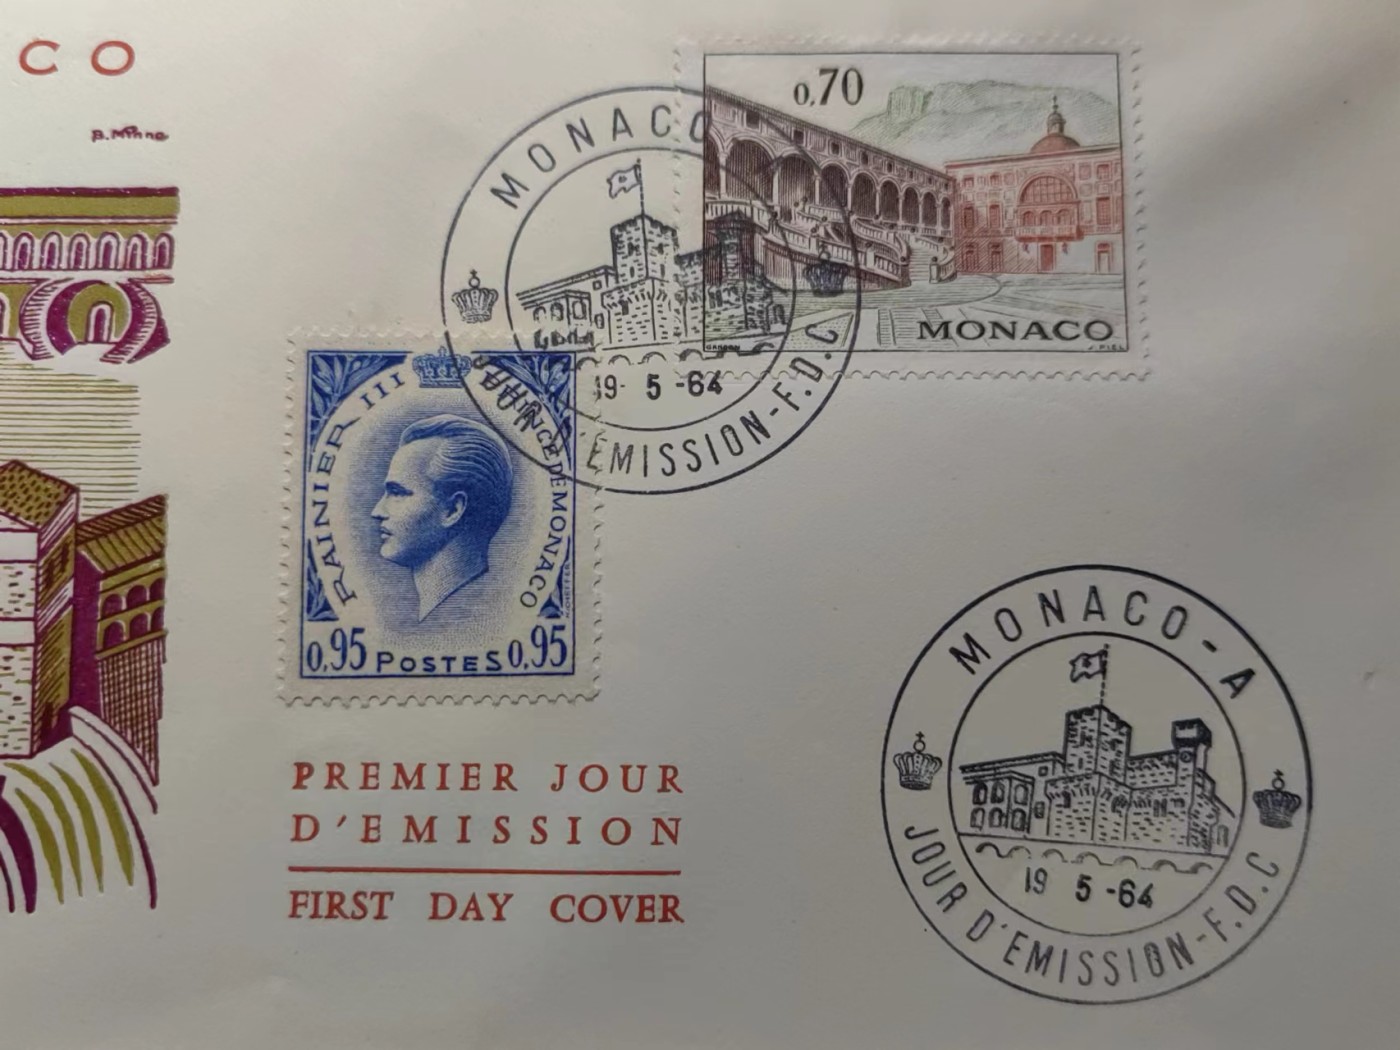 CO
B. Minne
0,70
MONACO
GANDON
J. PIEL
MONACO
19- 5 -64
JOUR D'EMISSION-F.D.C
RAINIER III
PRINCE DE MONACO
H.CHEFFER
0,95 POSTES 0,95
PREMIER JOUR
D'EMISSION
FIRST DAY COVER
MONACO-A
19 5 -64
JOUR D'EMISSION-F.D.C